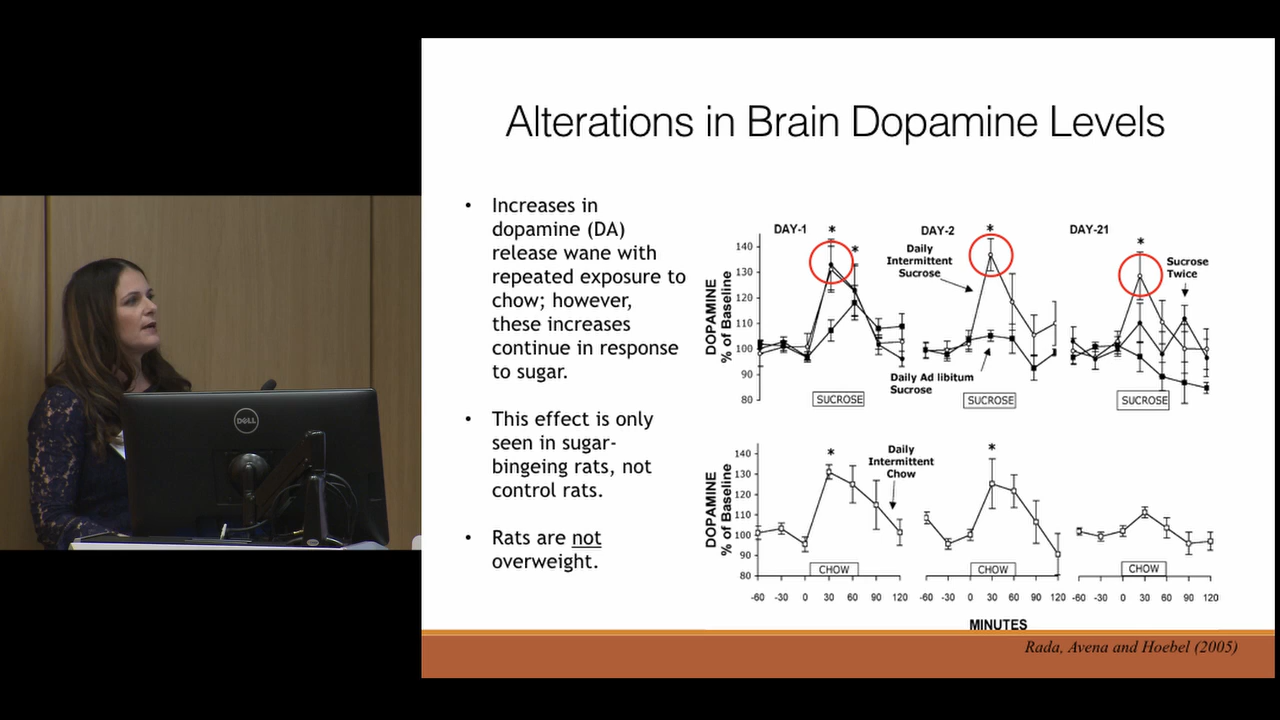 Alterations in Brain Dopamine Levels
• Increases in
dopamine (DA)
release wane with
repeated exposure to
chow; however,
these increases
continue in response
to sugar.
• This effect is only
seen in sugar-
bingeing rats, not
control rats.
• Rats are not
overweight.
DAY-1
DAY-2
DAY-21
* * * *
Daily
Intermittent
Sucrose
Sucrose
Twice
Daily Ad libitum
Sucrose
DOPAMINE
% of Baseline
140
130
120
110
100
90
80
SUCROSE SUCROSE SUCROSE
* *
Daily
Intermittent
Chow
DOPAMINE
% of Baseline
140
130
120
110
100
90
80
CHOW CHOW CHOW
-60 -30 0 30 60 90 120 -60 -30 0 30 60 90 120 -60 -30 0 30 60 90 120
MINUTES
Rada, Avena and Hoebel (2005)
DELL